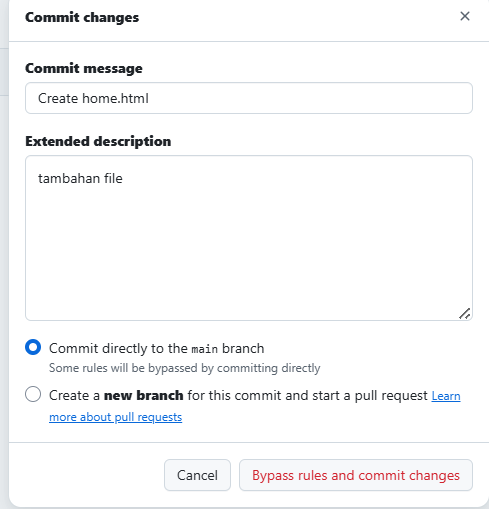 Commit changes
Commit message
Create home.html
Extended description
tambahan file
Commit directly to the main branch
Some rules will be bypassed by committing directly
Create a new branch for this commit and start a pull request Learn
more about pull requests
Cancel
Bypass rules and commit changes